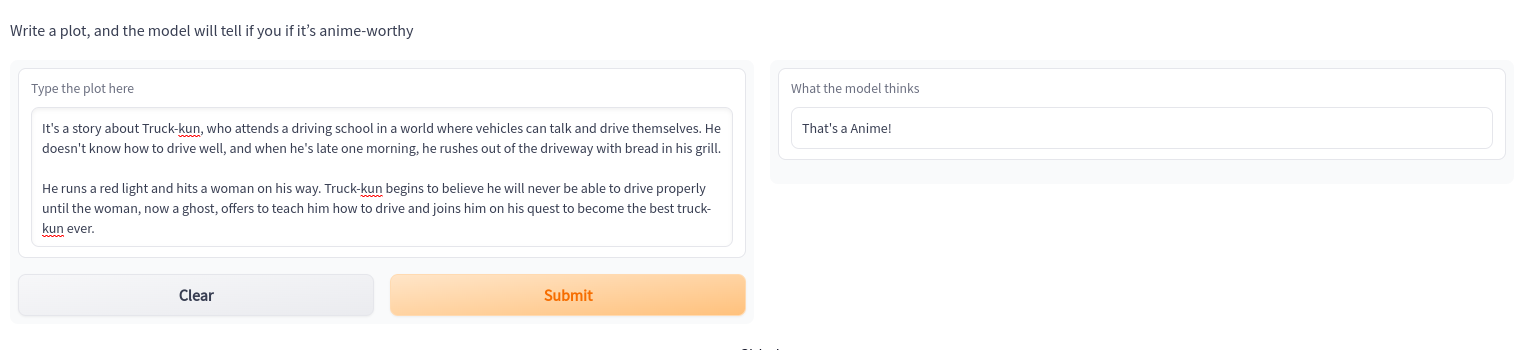 Write a plot, and the model will tell if you if it's anime-worthy
Type the plot here
It's a story about Truck-kun, who attends a driving school in a world where vehicles can talk and drive themselves. He
doesn't know how to drive well, and when he's late one morning, he rushes out of the driveway with bread in his grill.
He runs a red light and hits a woman on his way. Truck-kun begins to believe he will never be able to drive properly
until the woman, now a ghost, offers to teach him how to drive and joins him on his quest to become the best truck-
kun ever.
Clear
Submit
What the model thinks
That's a Anime!